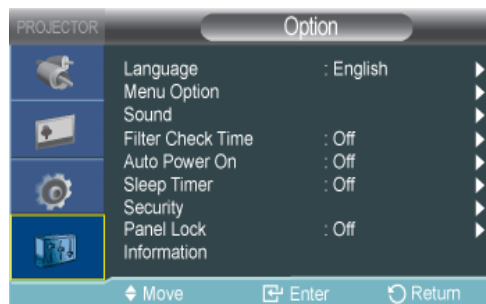 PROJECTOR
Option
Language : English
Menu Option
Sound
Filter Check Time : Off
Auto Power On : Off
Sleep Timer : Off
Security
Panel Lock : Off
Information
Move Enter Return